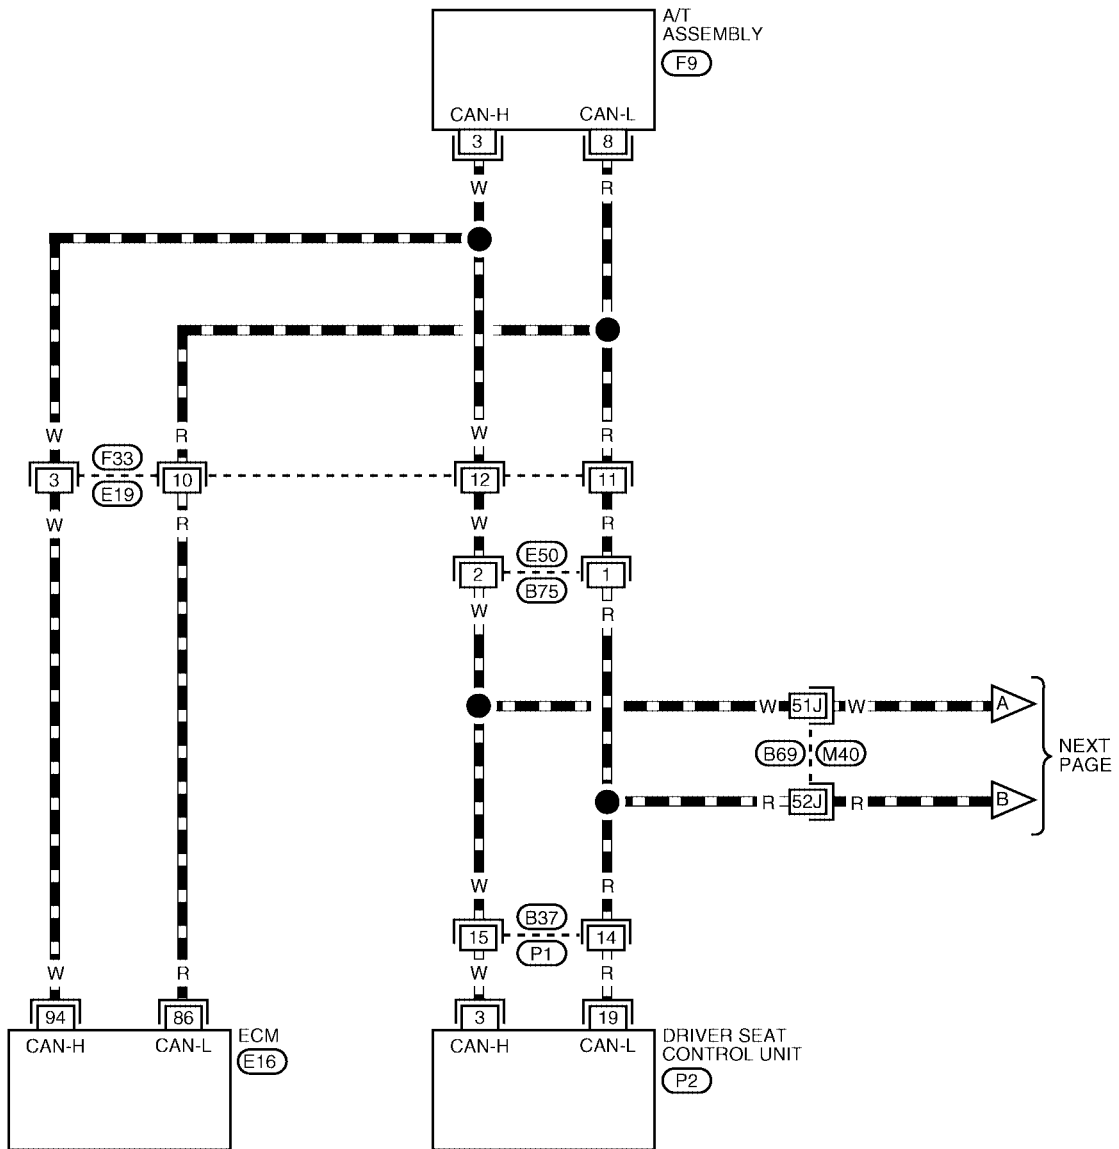 A/T
ASSEMBLY
F9
CAN-H CAN-L
3 8
W R
W R W R
F33
3 10 12 11
E19
W R W R
E50
2 1
B75
W R
W 51J W A
B69 M40
NEXT
PAGE
R 52J R B
W R
B37
15 14
P1
W R W R
94 86 3 19
ECM
E16
CAN-H CAN-L
DRIVER SEAT
CONTROL UNIT
P2
CAN-H CAN-L